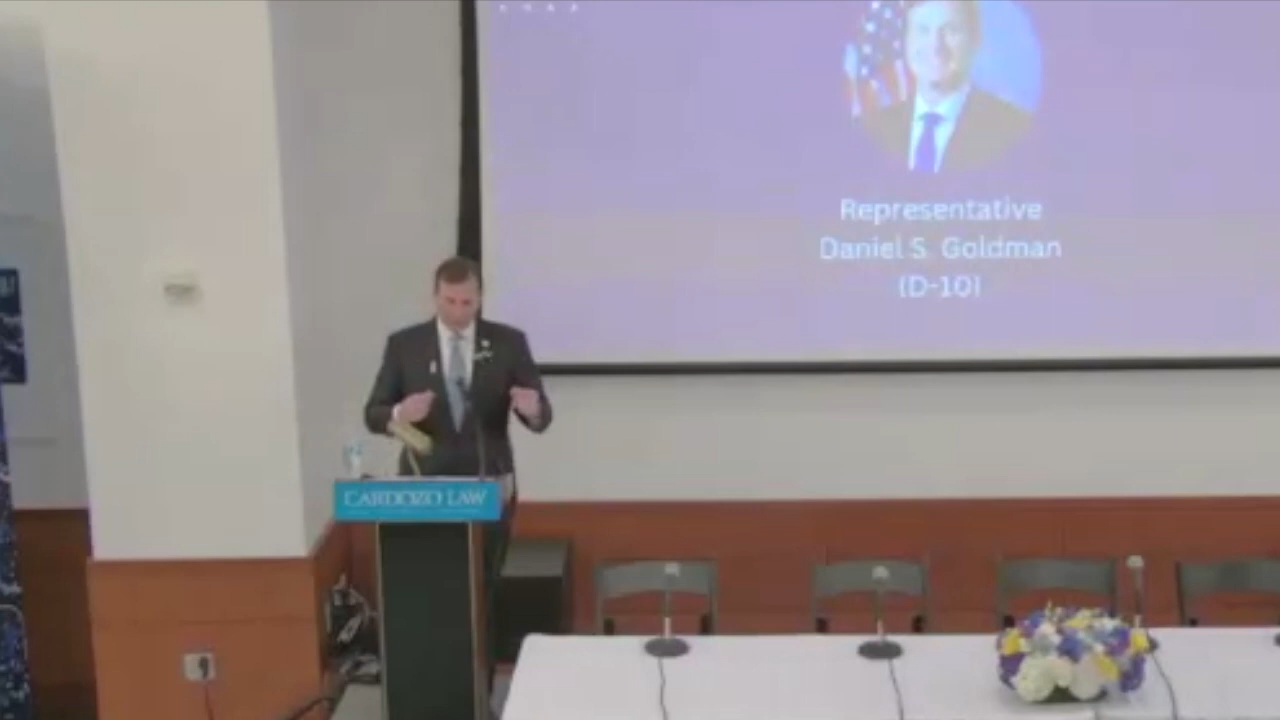 Representative
Daniel S. Goldman
(D-10)
CARDOZO LAW